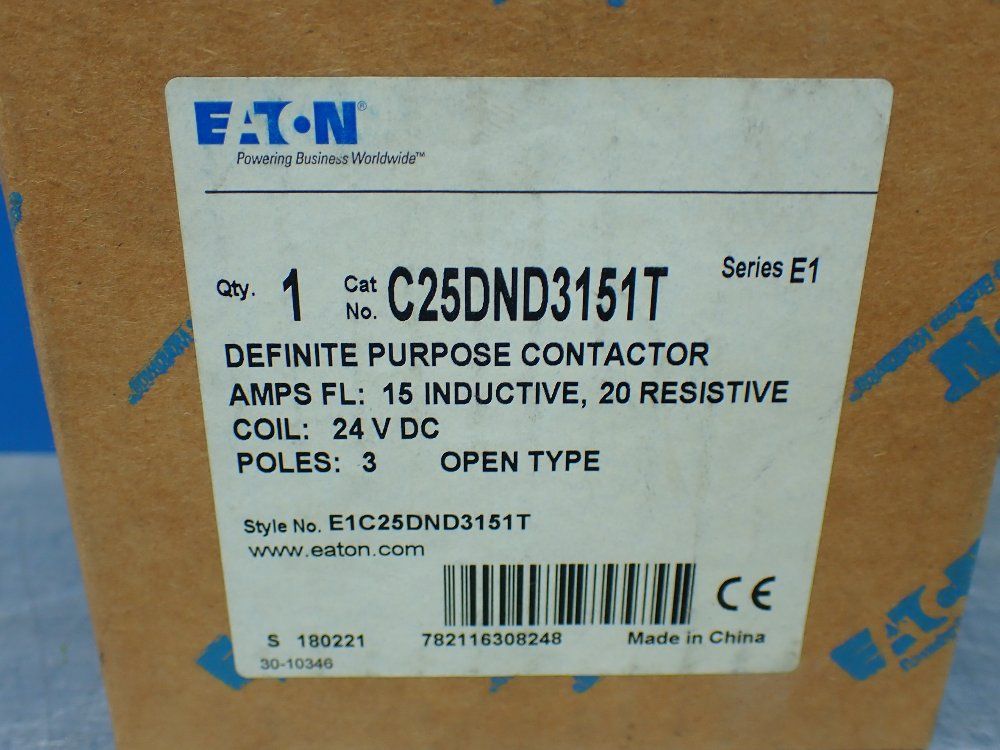 EATON®
Powering Business Worldwide™
Qty. 1 Cat No. C25DND3151T Series E1
DEFINITE PURPOSE CONTACTOR
AMPS FL: 15 INDUCTIVE, 20 RESISTIVE
COIL: 24 V DC
POLES: 3 OPEN TYPE
Style No. E1C25DND3151T
www.eaton.com
CE
S 180221 782116308248 Made in China
30-10346
EATON